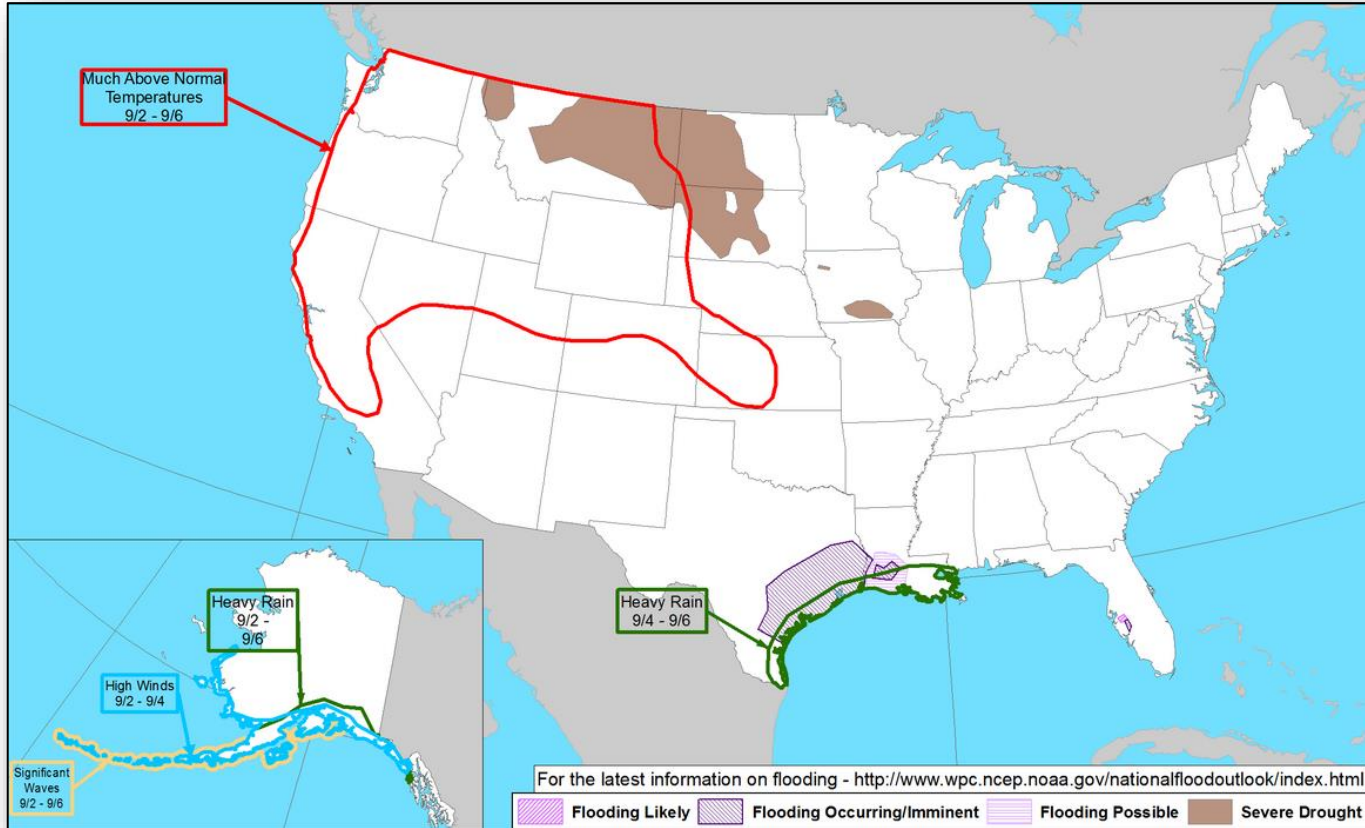 Much Above Normal
Temperatures
9/2 - 9/6
Heavy Rain
9/2 -
9/6
High Winds
9/2 - 9/4
Significant
Waves
9/2 - 9/6
Heavy Rain
9/4 - 9/6
For the latest information on flooding - http://www.wpc.ncep.noaa.gov/nationalfloodoutlook/index.html
Flooding Likely Flooding Occurring/Imminent Flooding Possible Severe Drought